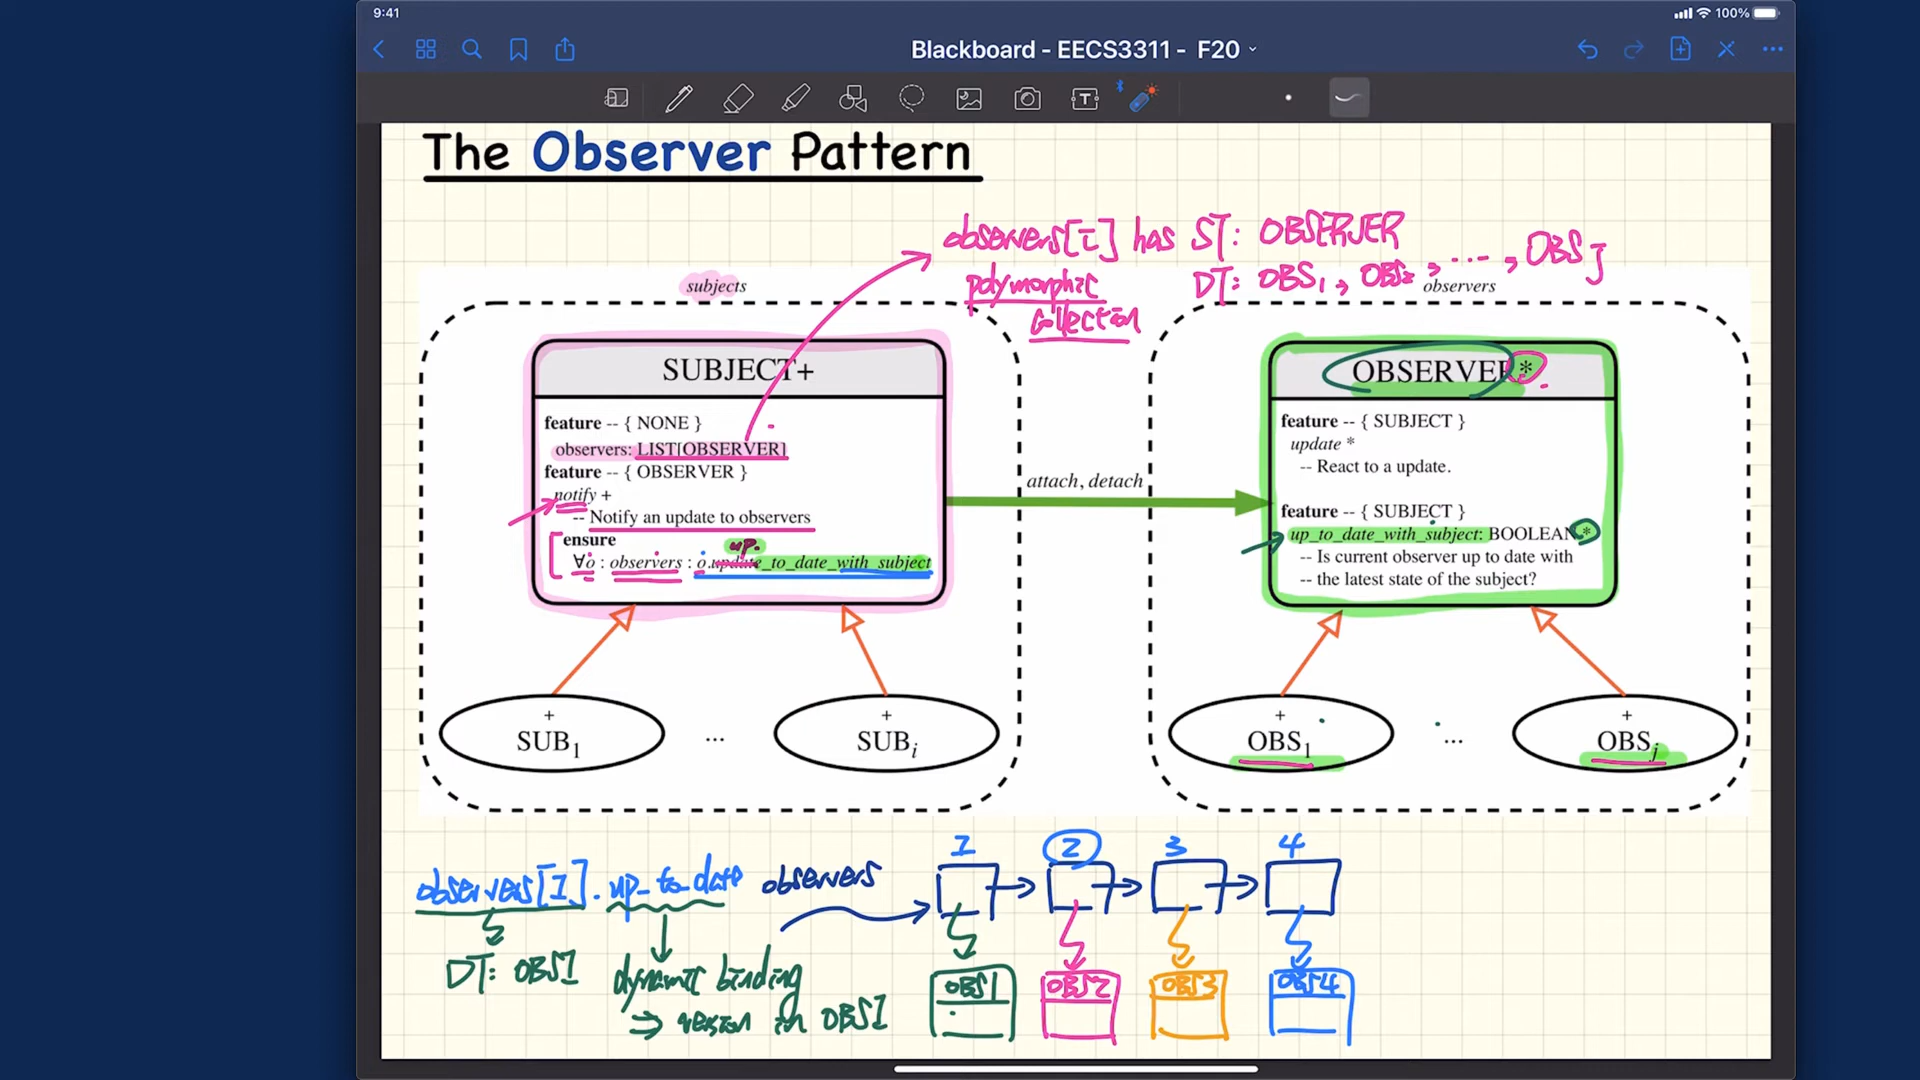 9:41
100%
Blackboard - EECS3311 - F20
The Observer Pattern
observers[I] has ST: OBSERVER
polymorphic collection
DT: OBS1, OBS2, ..., OBSj
subjects
observers
SUBJECT+
feature -- { NONE }
observers: LIST[OBSERVER]
feature -- { OBSERVER }
notify +
-- Notify an update to observers
ensure
up.
∀o : observers : o.update_to_date_with_subject
attach, detach
OBSERVER *
feature -- { SUBJECT }
update *
-- React to a update.
feature -- { SUBJECT }
up_to_date_with_subject: BOOLEAN *
-- Is current observer up to date with
-- the latest state of the subject?
+
SUB1
...
+
SUBi
+
OBS1
...
+
OBSj
observers[1].up_to_date
DT: OBS1
dynamic binding
⇒ version in OBS1
observers
1 2 3 4
OBS1 OBS2 OBS3 OBS4